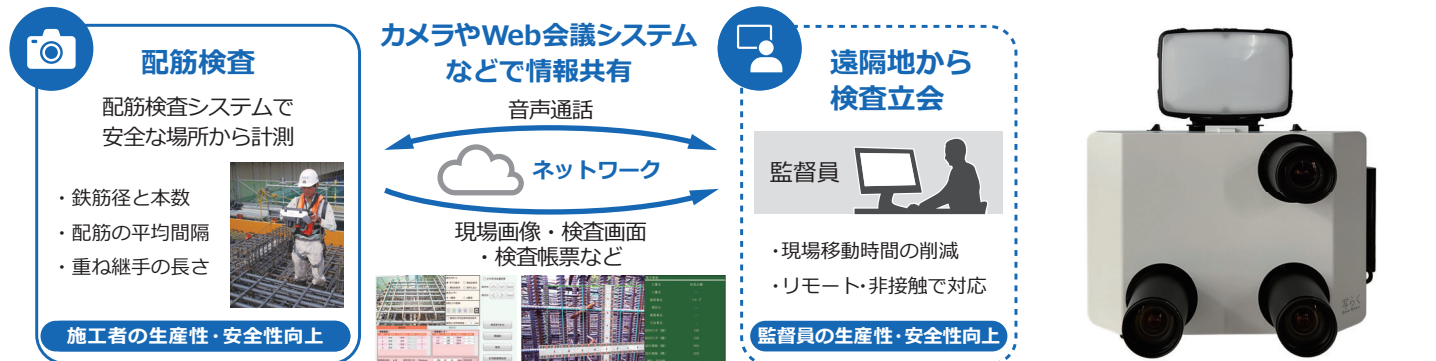 配筋検査
配筋検査システムで
安全な場所から計測
・鉄筋径と本数
・配筋の平均間隔
・重ね継手の長さ
施工者の生産性・安全性向上
カメラやWeb会議システム
などで情報共有
音声通話
ネットワーク
現場画像・検査画面
・検査帳票など
遠隔地から
検査立会
監督員
・現場移動時間の削減
・リモート・非接触で対応
監督員の生産性・安全性向上
写らく